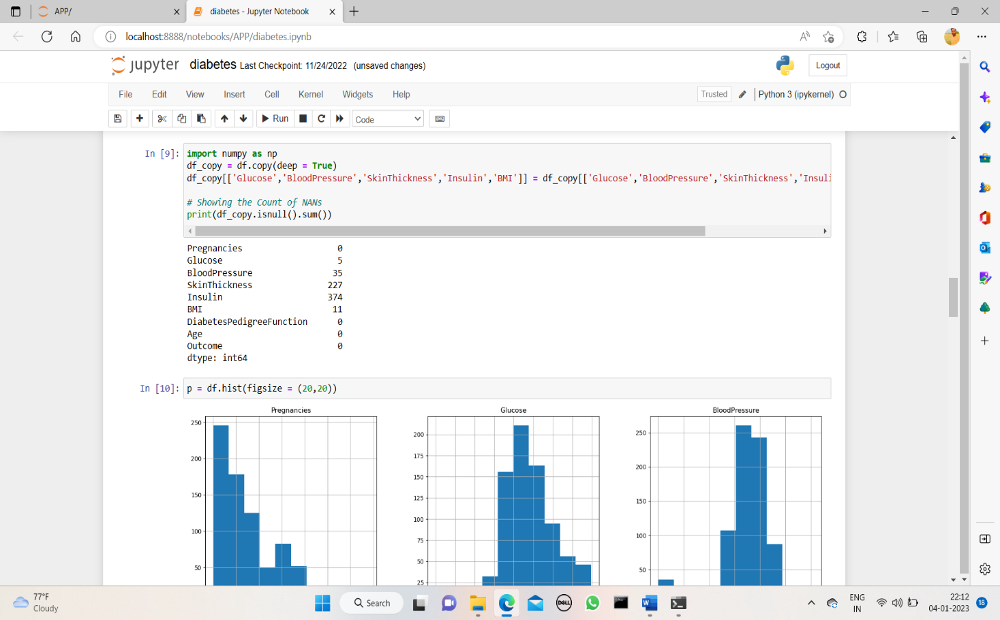 APP/
diabetes - Jupyter Notebook
localhost:8888/notebooks/APP/diabetes.ipynb
jupyter diabetes Last Checkpoint: 11/24/2022 (unsaved changes)
Logout
File Edit View Insert Cell Kernel Widgets Help
Trusted Python 3 (ipykernel)
Run Code
In [9]: import numpy as np
df_copy = df.copy(deep = True)
df_copy[['Glucose','BloodPressure','SkinThickness','Insulin','BMI']] = df_copy[['Glucose','BloodPressure','SkinThickness','Insuli
# Showing the Count of NANs
print(df_copy.isnull().sum())
Pregnancies 0
Glucose 5
BloodPressure 35
SkinThickness 227
Insulin 374
BMI 11
DiabetesPedigreeFunction 0
Age 0
Outcome 0
dtype: int64
In [10]: p = df.hist(figsize = (20,20))
Pregnancies
250
200
150
100
50
Glucose
200
175
150
125
100
75
50
25
BloodPressure
250
200
150
100
50
77°F
Cloudy
Search
DELL
ENG
IN
22:12
04-01-2023
18